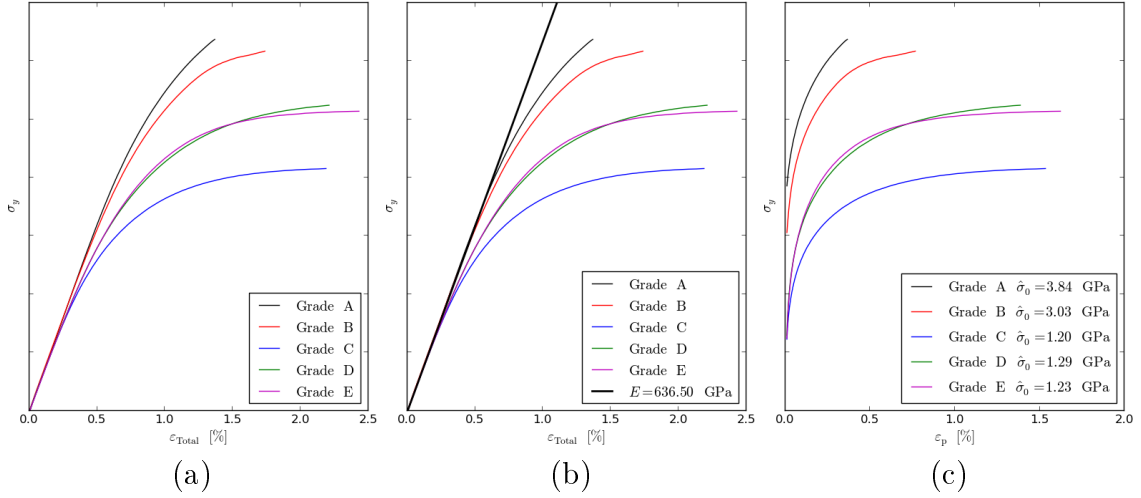 σy
Grade A
Grade B
Grade C
Grade D
Grade E
0.0 0.5 1.0 1.5 2.0 2.5
εTotal [%]
(a)
Grade A
Grade B
Grade C
Grade D
Grade E
E=636.50 GPa
0.0 0.5 1.0 1.5 2.0 2.5
εTotal [%]
(b)
σy
Grade A σ̂0=3.84 GPa
Grade B σ̂0=3.03 GPa
Grade C σ̂0=1.20 GPa
Grade D σ̂0=1.29 GPa
Grade E σ̂0=1.23 GPa
0.0 0.5 1.0 1.5 2.0
εp [%]
(c)